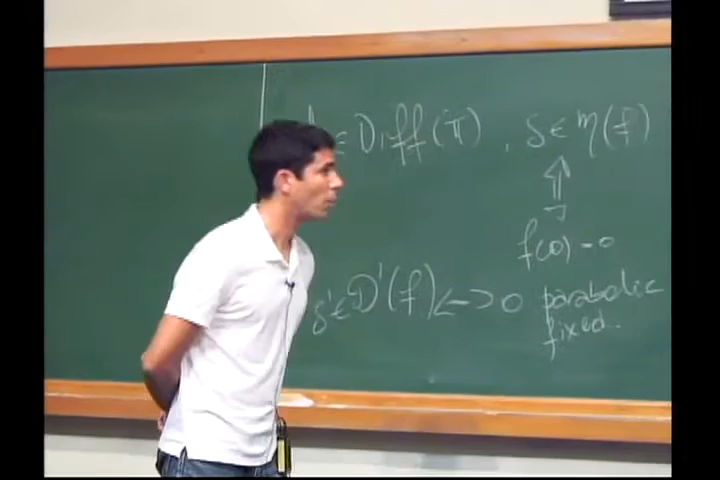 ∈ Diff(𝕋), δ ∈ M(f)
⇕
f(0) = 0
δ' ∈ D'(f) ⟷ 0 parabolic
fixed.